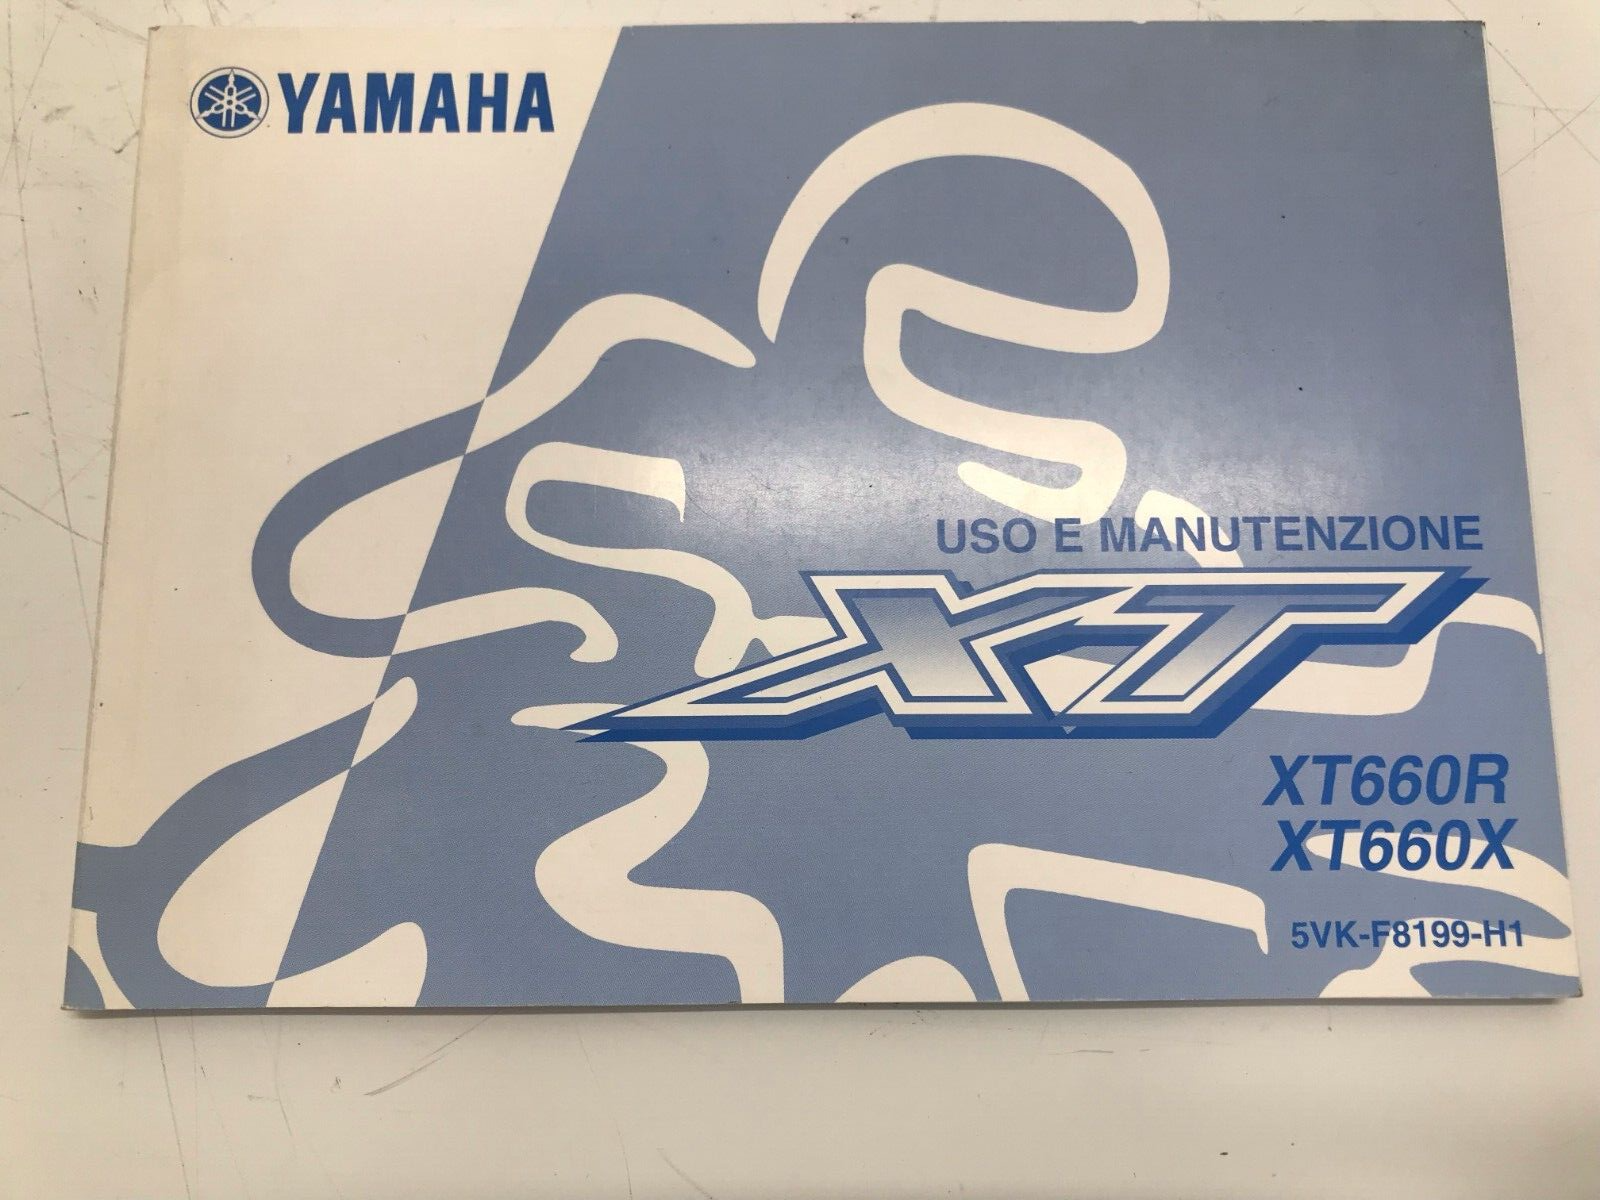 YAMAHA
USO E MANUTENZIONE
XT
XT660R
XT660X
5VK-F8199-H1